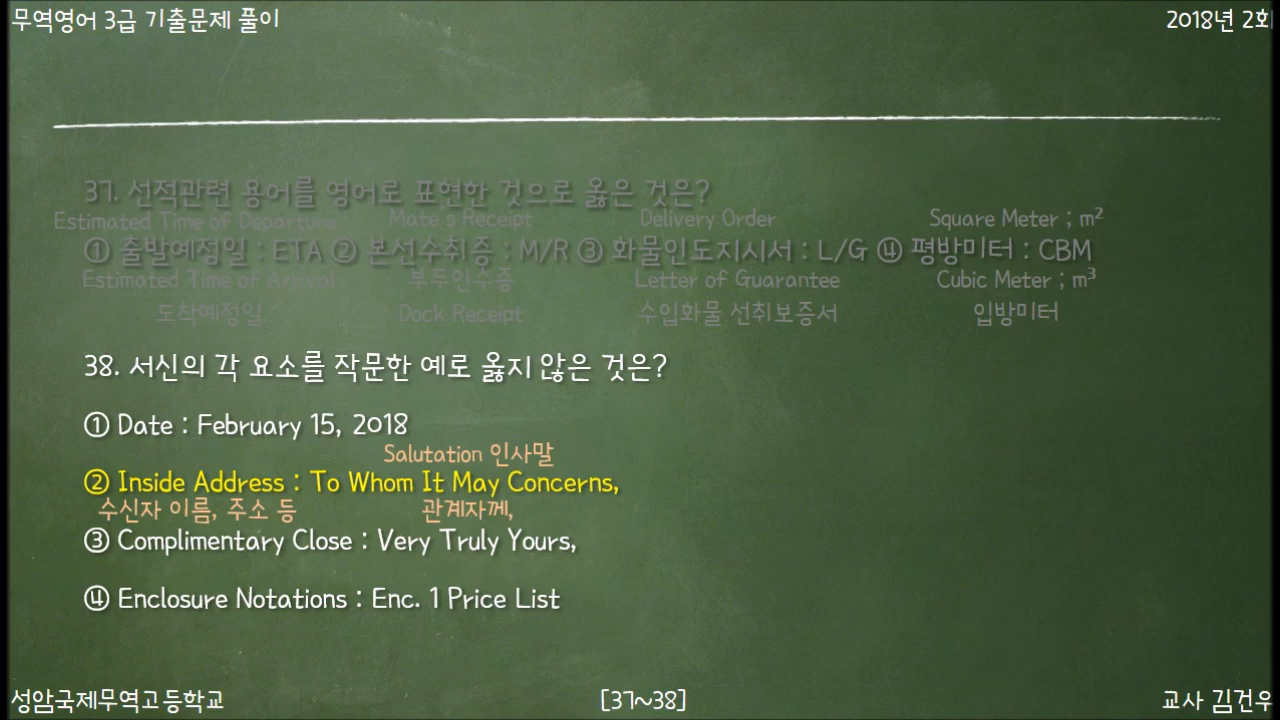 무역영어 3급 기출문제 풀이
2018년 2회
37. 선적관련 용어를 영어로 표현한 것으로 옳은 것은?
Estimated Time of Departure Mate's Receipt Delivery Order Square Meter ; m²
① 출발예정일 : ETA ② 본선수취증 : M/R ③ 화물인도지시서 : L/G ④ 평방미터 : CBM
Estimated Time of Arrival 부두인수증 Letter of Guarantee Cubic Meter ; m³
도착예정일 Dock Receipt 수입화물 선취보증서 입방미터
38. 서신의 각 요소를 작문한 예로 옳지 않은 것은?
① Date : February 15, 2018
Salutation 인사말
② Inside Address : To Whom It May Concerns,
수신자 이름, 주소 등 관계자께,
③ Complimentary Close : Very Truly Yours,
④ Enclosure Notations : Enc. 1 Price List
성암국제무역고등학교
[37~38]
교사 김건우